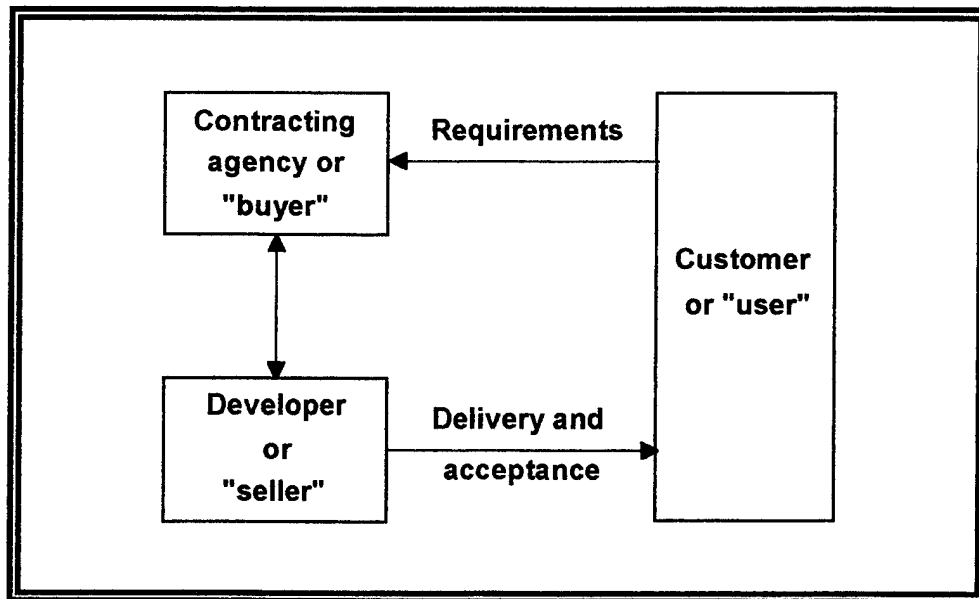 Contracting
agency or
"buyer"
Requirements
Customer
or "user"
Developer
or
"seller"
Delivery and
acceptance